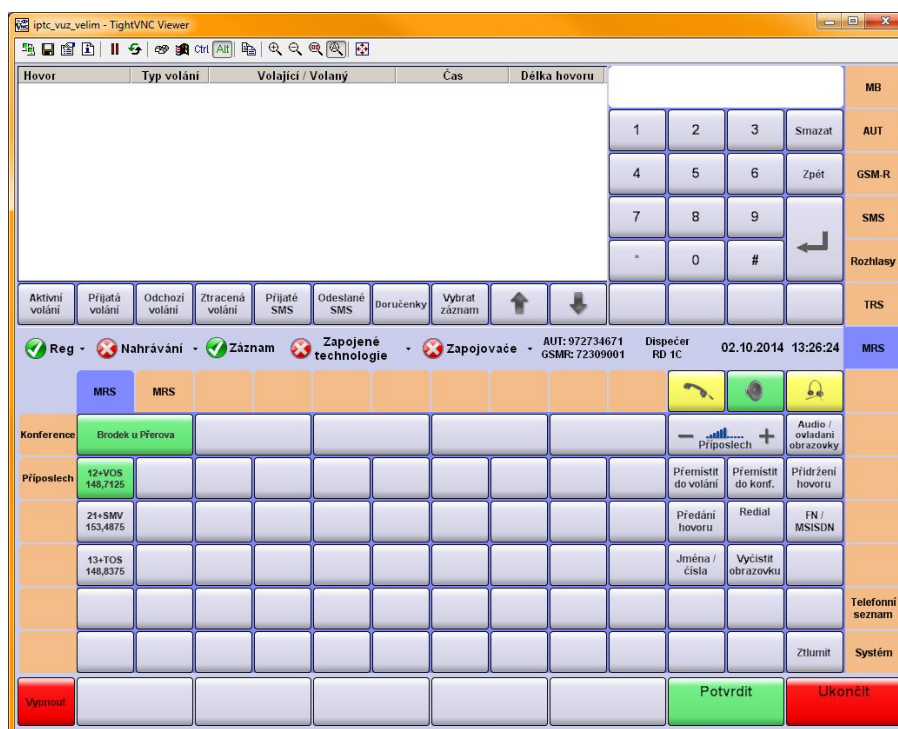 iptc_vuz_velim - TightVNC Viewer
Ctrl Alt
Hovor Typ volání Volající / Volaný Čas Délka hovoru
MB
1 2 3 Smazat AUT
4 5 6 Zpět GSM-R
7 8 9 SMS
* 0 # Rozhlasy
Aktivní volání Přijatá volání Odchozí volání Ztracená volání Přijaté SMS Odeslané SMS Doručenky Vybrat záznam TRS
Reg Nahrávání Záznam Zapojené technologie Zapojovače AUT: 972734671 GSMR: 72309001 Dispečer RD 1C 02.10.2014 13:26:24 MRS
MRS MRS
Konference Brodek u Přerova Příposlech Audio / ovladani obrazovky
Příposlech 12+VOS 148,7125 Přemístit do volání Přemístit do konf. Přidržení hovoru
21+SMV 153,4875 Předání hovoru Redial FN / MSISDN
13+TOS 148,8375 Jména / čísla Vyčistit obrazovku
Telefonní seznam
Ztlumit Systém
Vypnout Potvrdit Ukončit